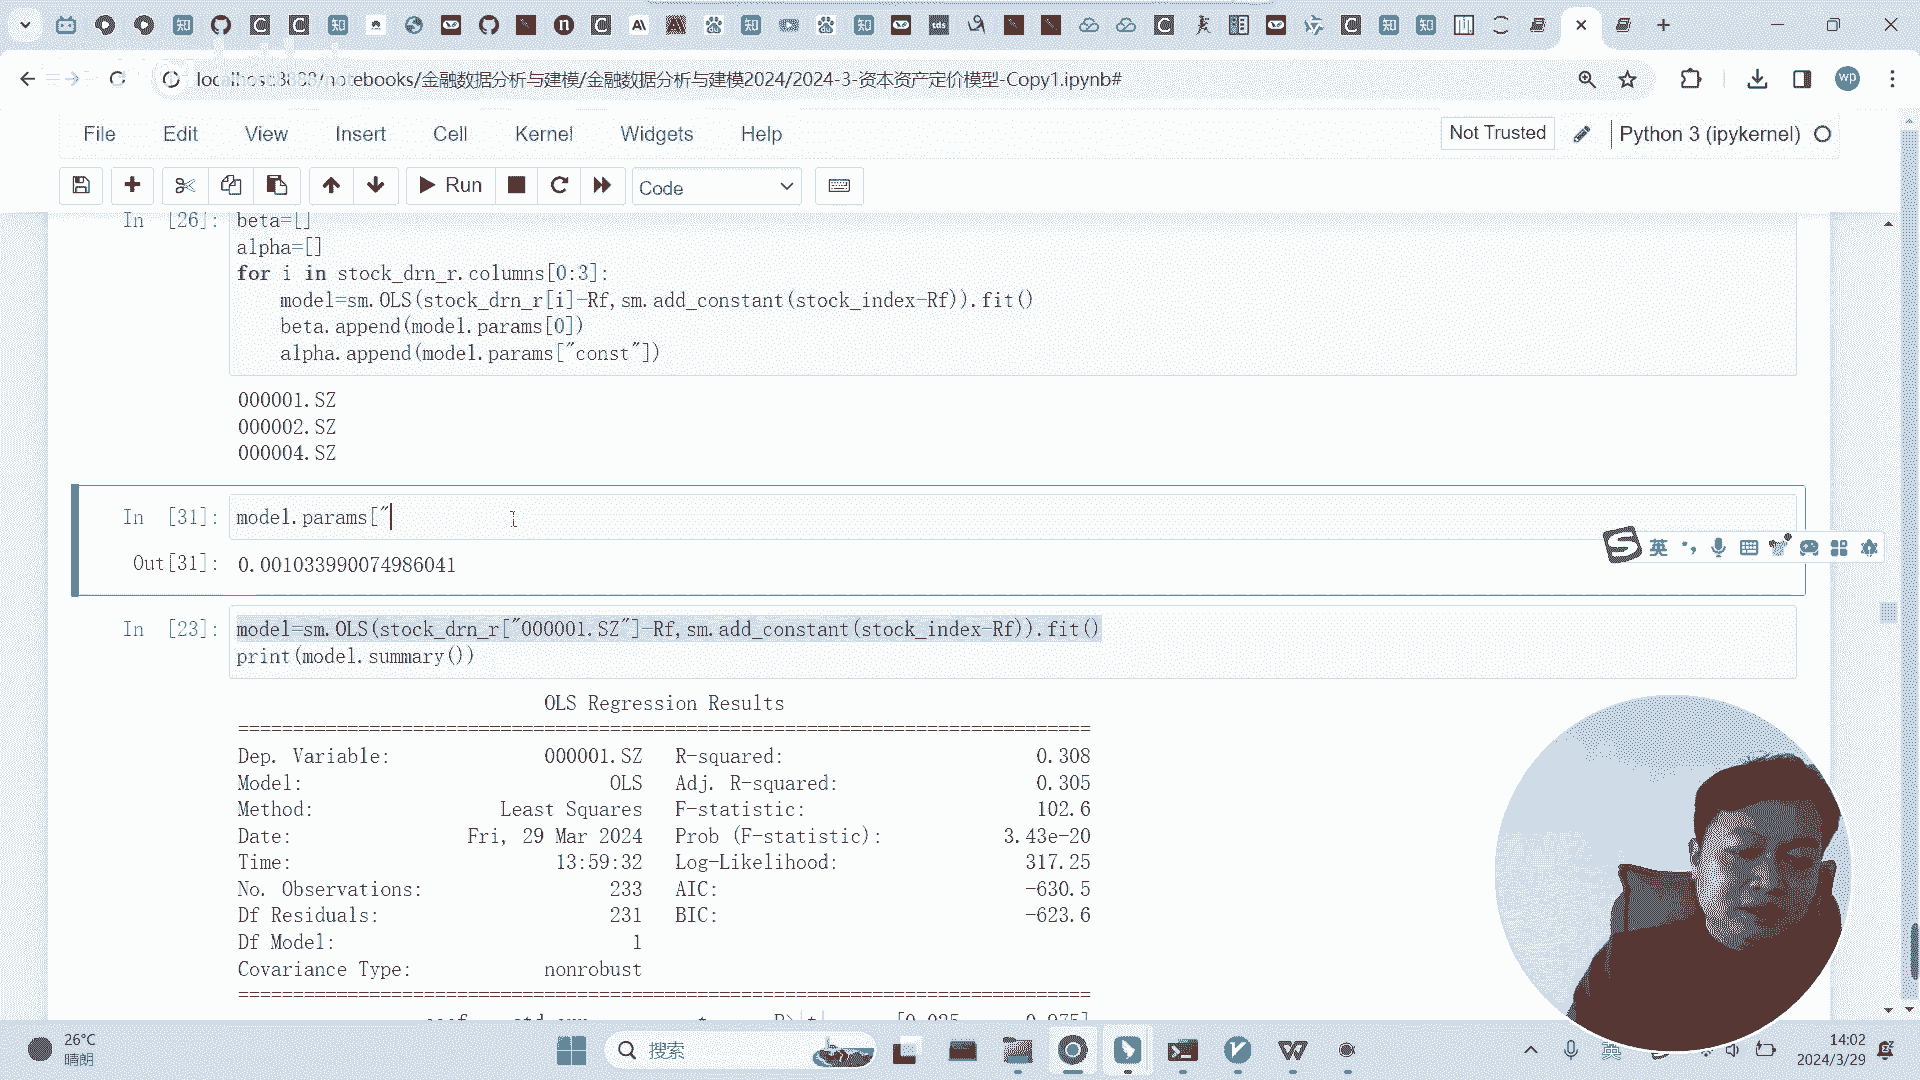 localhost:8888/notebooks/金融数据分析与建模/金融数据分析与建模2024/2024-3-资本资产定价模型-Copy1.ipynb#
wp
File Edit View Insert Cell Kernel Widgets Help
Not Trusted
Python 3 (ipykernel)
Run
Code
In [26]:
beta=[]
alpha=[]
for i in stock_drn_r.columns[0:3]:
    model=sm.OLS(stock_drn_r[i]-Rf,sm.add_constant(stock_index-Rf)).fit()
    beta.append(model.params[0])
    alpha.append(model.params["const"])
000001.SZ
000002.SZ
000004.SZ
In [31]: model.params["
英
Out[31]: 0.001033990074986041
In [23]: model=sm.OLS(stock_drn_r["000001.SZ"]-Rf,sm.add_constant(stock_index-Rf)).fit()
print(model.summary())
OLS Regression Results
==============================================================================
Dep. Variable: 000001.SZ R-squared: 0.308
Model: OLS Adj. R-squared: 0.305
Method: Least Squares F-statistic: 102.6
Date: Fri, 29 Mar 2024 Prob (F-statistic): 3.43e-20
Time: 13:59:32 Log-Likelihood: 317.25
No. Observations: 233 AIC: -630.5
Df Residuals: 231 BIC: -623.6
Df Model: 1
Covariance Type: nonrobust
==============================================================================
26°C
晴朗
搜索
英
14:02
2024/3/29